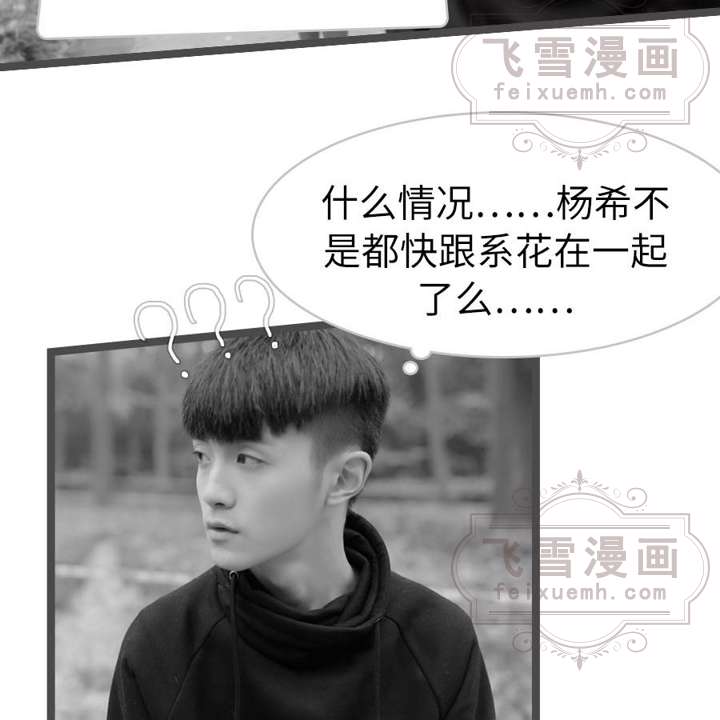 飞雪漫画
feixuemh.com
什么情况……杨希不
是都快跟系花在一起
了么……
???
飞雪漫画
feixuemh.com